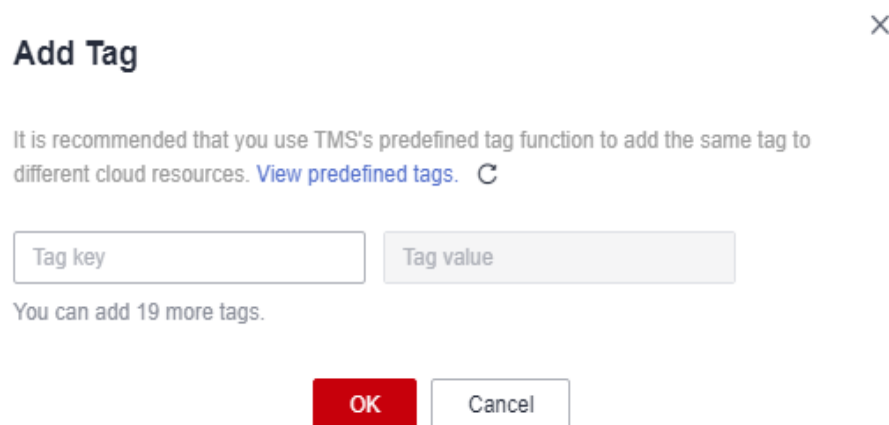 Add Tag
It is recommended that you use TMS's predefined tag function to add the same tag to
different cloud resources. View predefined tags.
Tag key Tag value
You can add 19 more tags.
OK Cancel